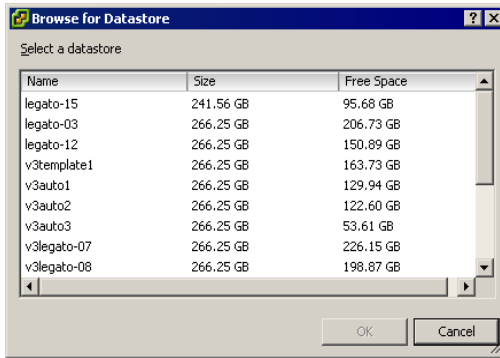 Browse for Datastore
Select a datastore
Name Size Free Space
legato-15 241.56 GB 95.68 GB
legato-03 266.25 GB 206.73 GB
legato-12 266.25 GB 150.89 GB
v3template1 266.25 GB 163.73 GB
v3auto1 266.25 GB 129.94 GB
v3auto2 266.25 GB 122.60 GB
v3auto3 266.25 GB 53.61 GB
v3legato-07 266.25 GB 226.15 GB
v3legato-08 266.25 GB 198.87 GB
OK Cancel